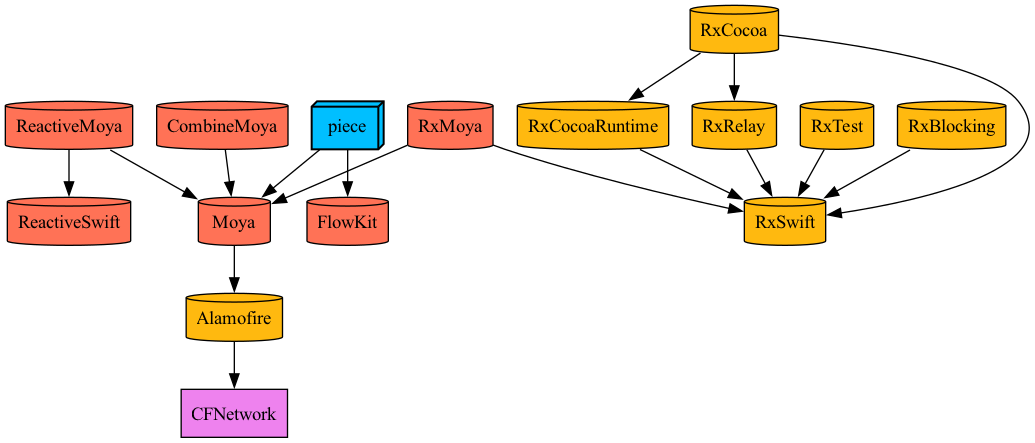 RxCocoa
ReactiveMoya
CombineMoya
piece
RxMoya
RxCocoaRuntime
RxRelay
RxTest
RxBlocking
ReactiveSwift
Moya
FlowKit
RxSwift
Alamofire
CFNetwork